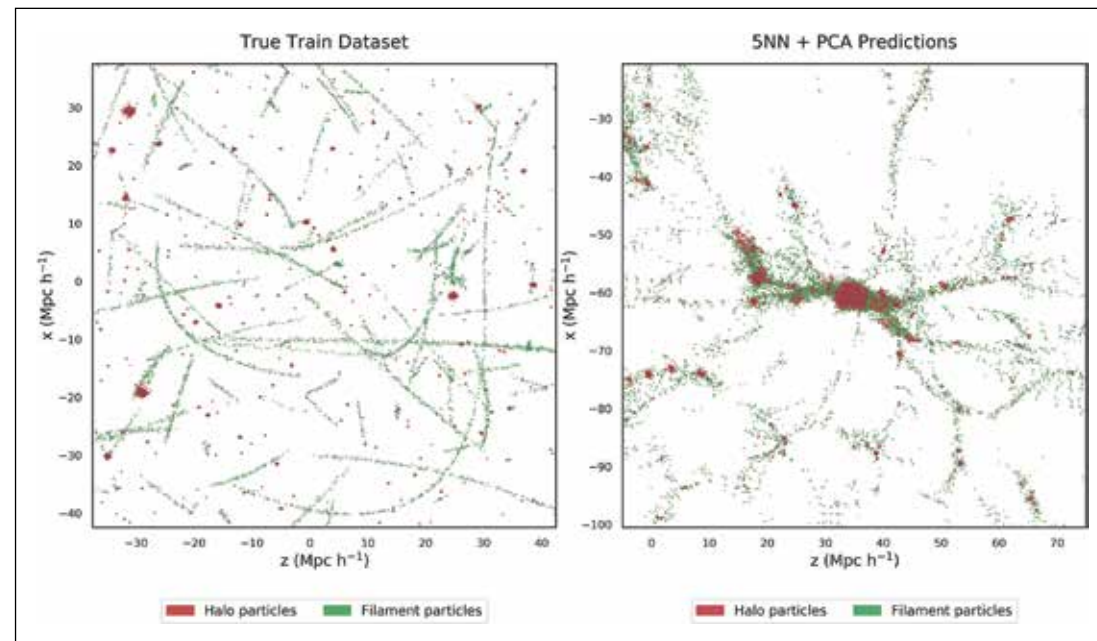 True Train Dataset
30
20
10
0
−10
−20
−30
−40
x (Mpc h⁻¹)
−30 −20 −10 0 10 20 30 40
z (Mpc h⁻¹)
Halo particles Filament particles
5NN + PCA Predictions
−30
−40
−50
−60
−70
−80
−90
−100
x (Mpc h⁻¹)
0 10 20 30 40 50 60 70
z (Mpc h⁻¹)
Halo particles Filament particles